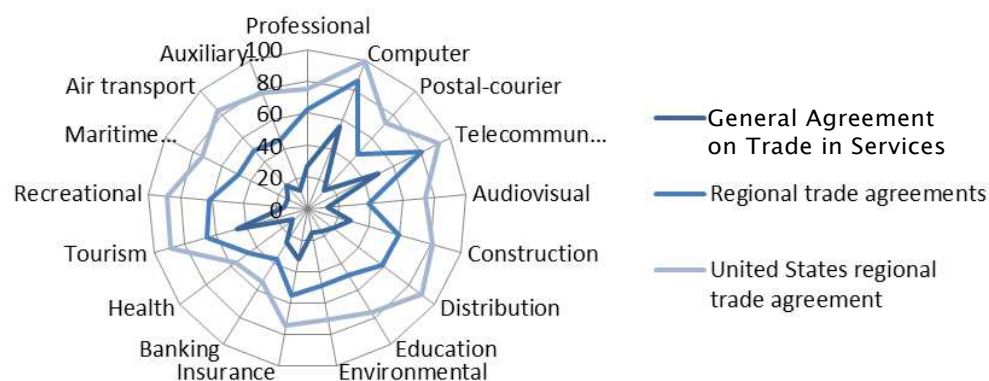 Professional
Computer
Postal-courier
Telecommun...
Audiovisual
Construction
Distribution
Education
Environmental
Insurance
Banking
Health
Tourism
Recreational
Maritime...
Air transport
Auxiliary...
100
80
60
40
20
0
General Agreement
on Trade in Services
Regional trade agreements
United States regional
trade agreement